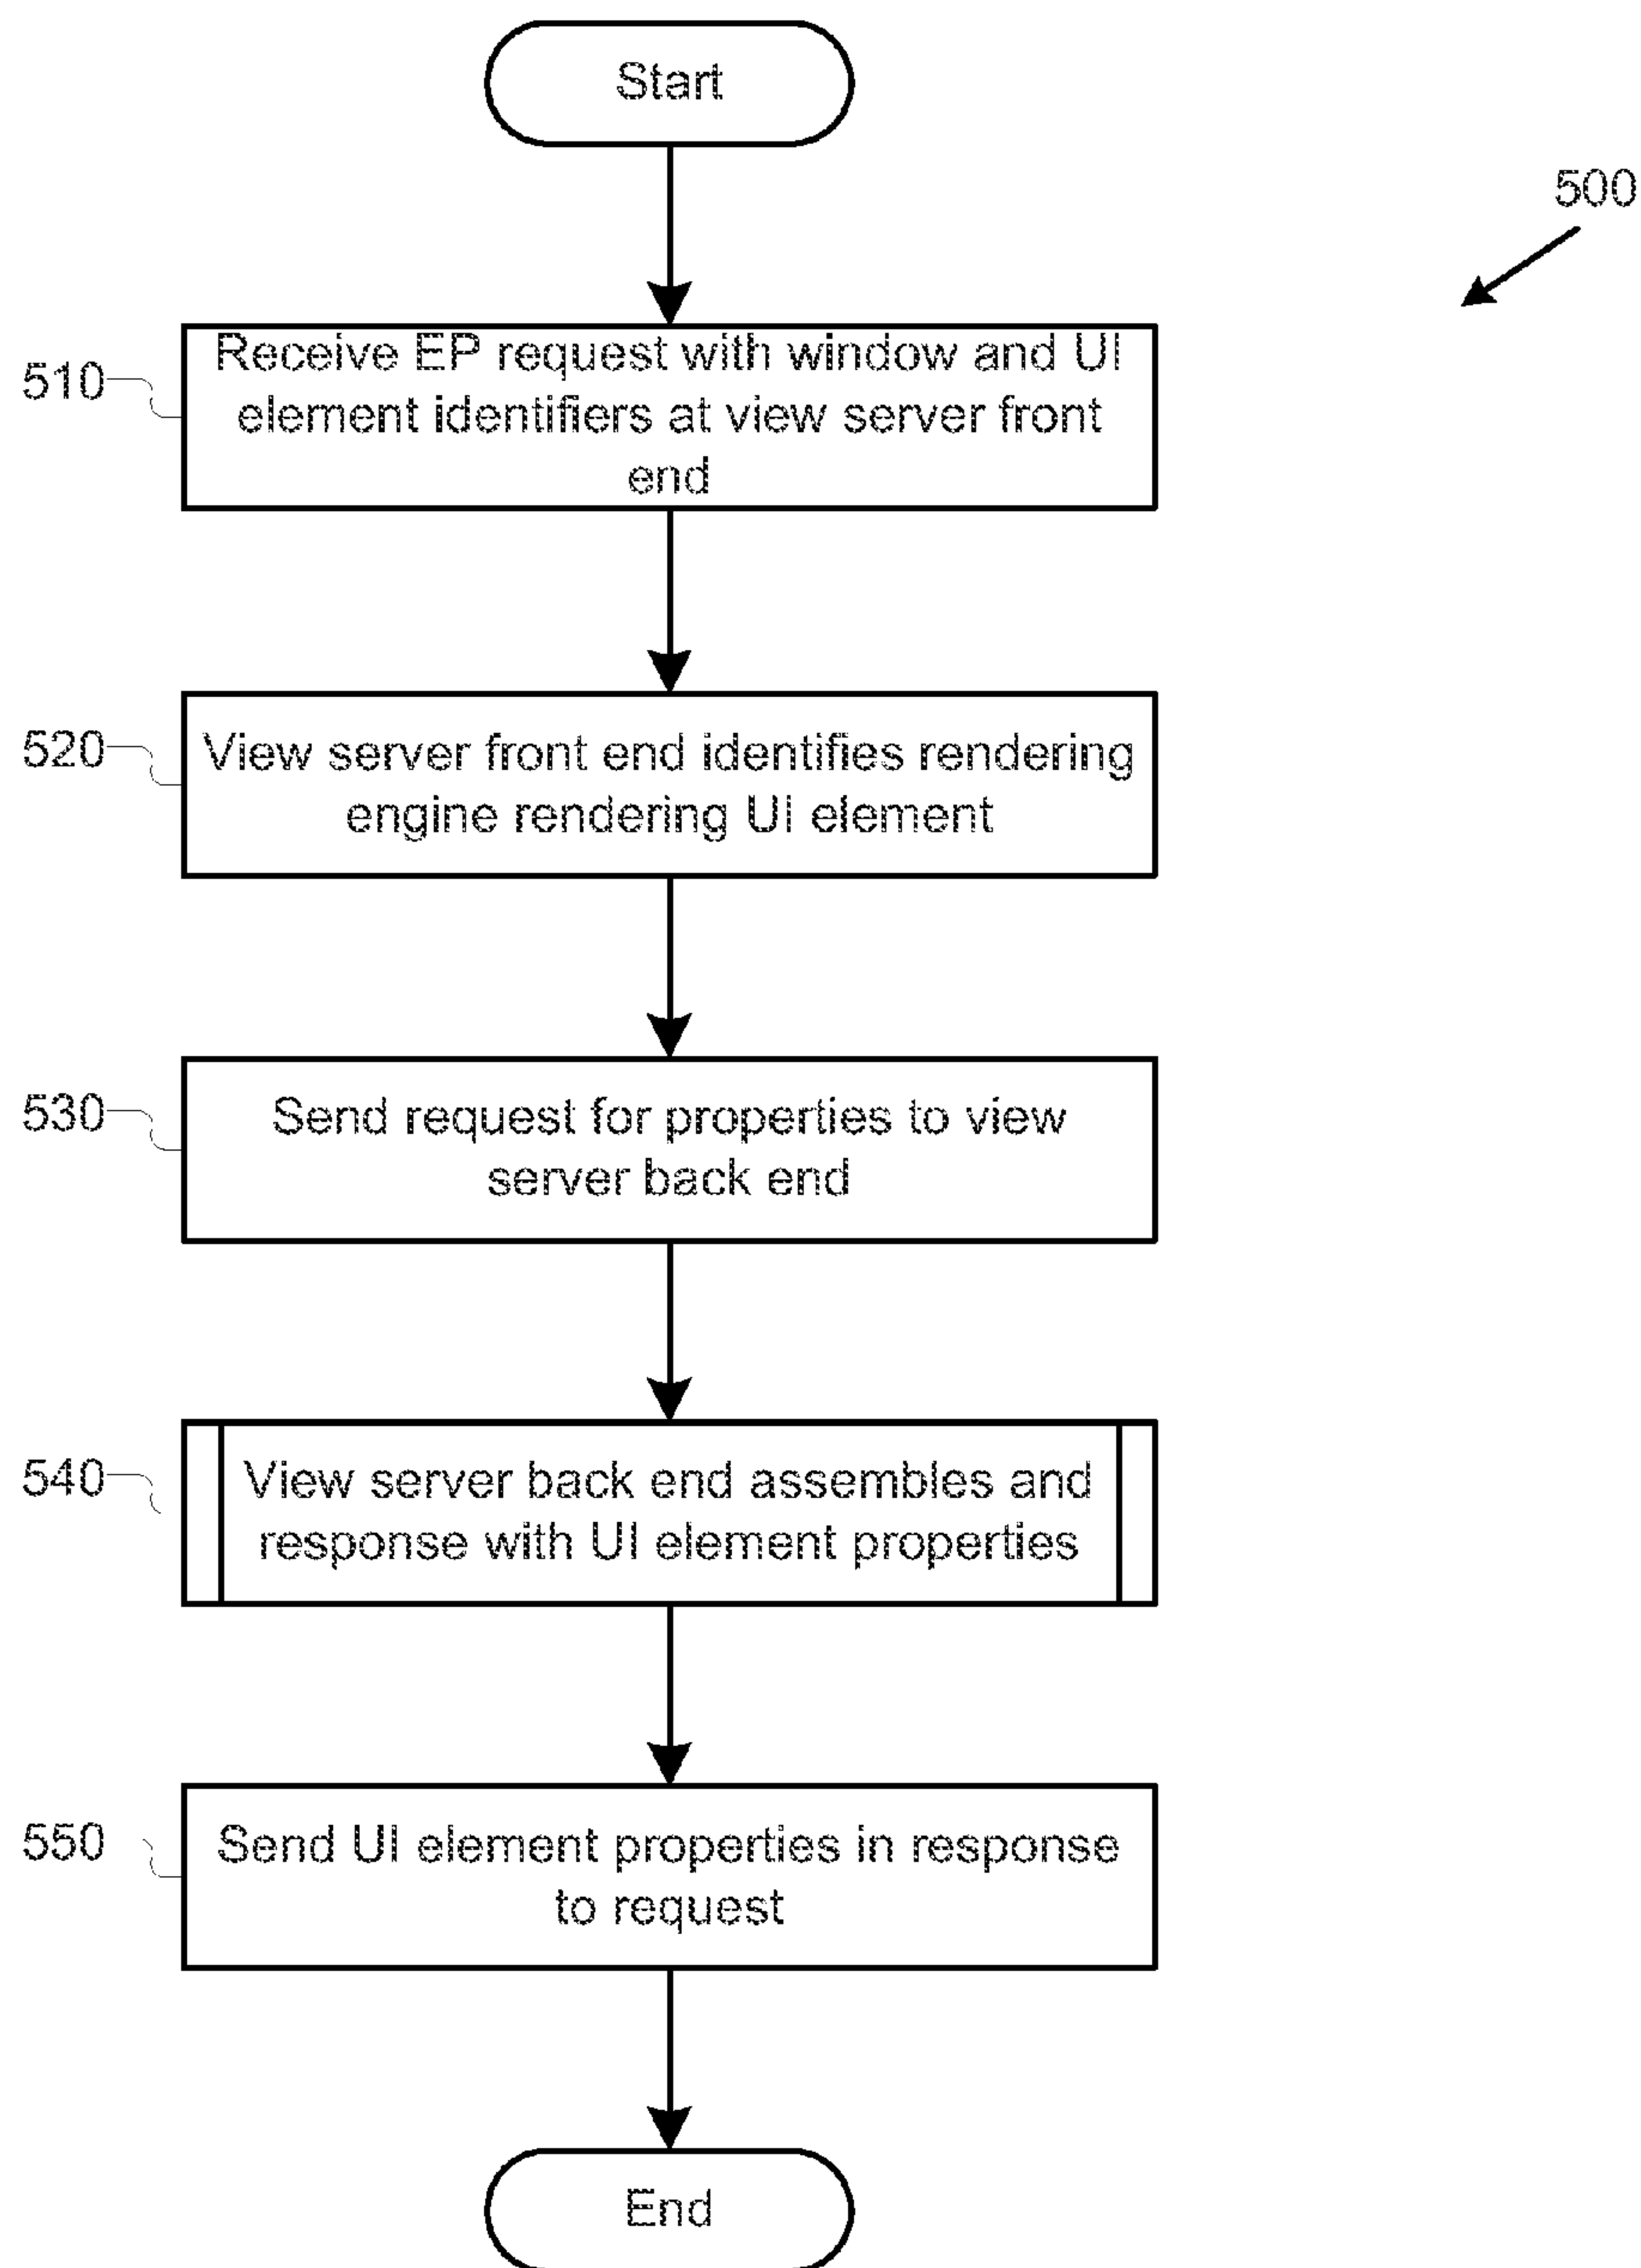 Start
500
510
Receive EP request with window and UI
element identifiers at view server front
end
520
View server front end identifies rendering
engine rendering UI element
530
Send request for properties to view
server back end
540
View server back end assembles and
response with UI element properties
550
Send UI element properties in response
to request
End